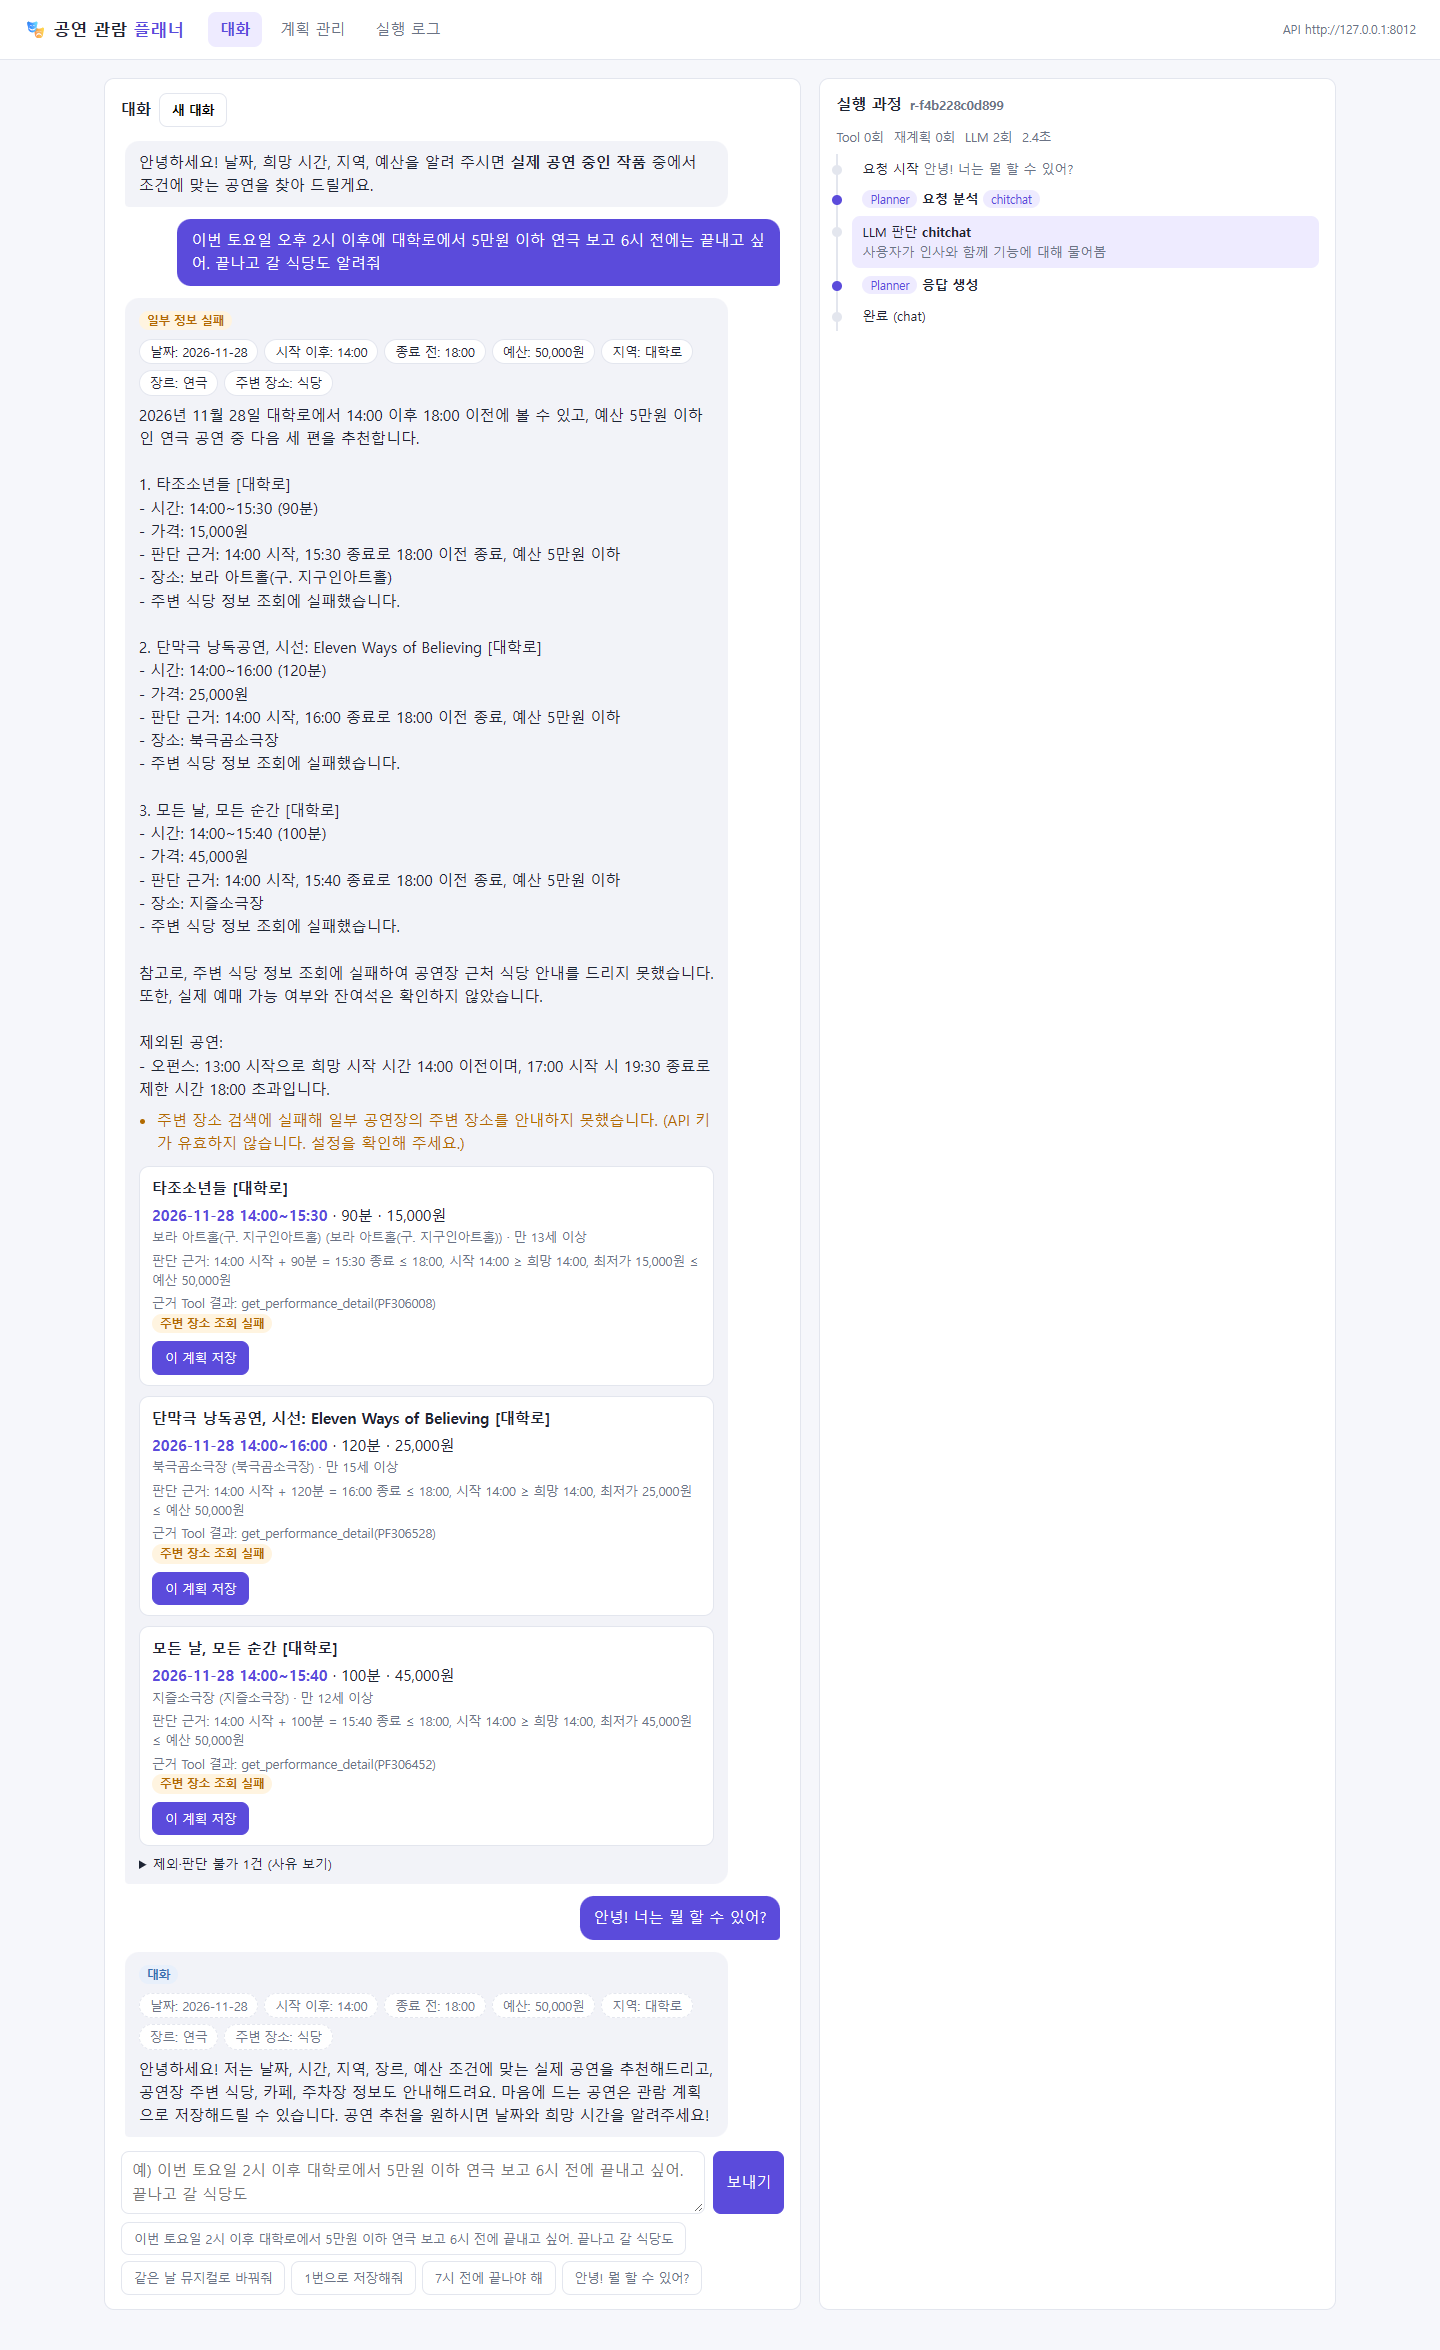 🎭 공연 관람 플래너 대화 계획 관리 실행 로그 API http://127.0.0.1:8012
대화 새 대화
안녕하세요! 날짜, 희망 시간, 지역, 예산을 알려 주시면 실제 공연 중인 작품 중에서
조건에 맞는 공연을 찾아 드릴게요.
이번 토요일 오후 2시 이후에 대학로에서 5만원 이하 연극 보고 6시 전에는 끝내고 싶
어. 끝나고 갈 식당도 알려줘
일부 정보 실패
날짜: 2026-11-28 시작 이후: 14:00 종료 전: 18:00 예산: 50,000원 지역: 대학로
장르: 연극 주변 장소: 식당
2026년 11월 28일 대학로에서 14:00 이후 18:00 이전에 볼 수 있고, 예산 5만원 이하
인 연극 공연 중 다음 세 편을 추천합니다.
1. 타조소년들 [대학로]
- 시간: 14:00~15:30 (90분)
- 가격: 15,000원
- 판단 근거: 14:00 시작, 15:30 종료로 18:00 이전 종료, 예산 5만원 이하
- 장소: 보라 아트홀(구. 지구인아트홀)
- 주변 식당 정보 조회에 실패했습니다.
2. 단막극 낭독공연, 시선: Eleven Ways of Believing [대학로]
- 시간: 14:00~16:00 (120분)
- 가격: 25,000원
- 판단 근거: 14:00 시작, 16:00 종료로 18:00 이전 종료, 예산 5만원 이하
- 장소: 북극곰소극장
- 주변 식당 정보 조회에 실패했습니다.
3. 모든 날, 모든 순간 [대학로]
- 시간: 14:00~15:40 (100분)
- 가격: 45,000원
- 판단 근거: 14:00 시작, 15:40 종료로 18:00 이전 종료, 예산 5만원 이하
- 장소: 지즐소극장
- 주변 식당 정보 조회에 실패했습니다.
참고로, 주변 식당 정보 조회에 실패하여 공연장 근처 식당 안내를 드리지 못했습니다.
또한, 실제 예매 가능 여부와 잔여석은 확인하지 않았습니다.
제외된 공연:
- 오펀스: 13:00 시작으로 희망 시작 시간 14:00 이전이며, 17:00 시작 시 19:30 종료로
제한 시간 18:00 초과입니다.
• 주변 장소 검색에 실패해 일부 공연장의 주변 장소를 안내하지 못했습니다. (API 키
가 유효하지 않습니다. 설정을 확인해 주세요.)
타조소년들 [대학로]
2026-11-28 14:00~15:30 · 90분 · 15,000원
보라 아트홀(구. 지구인아트홀) (보라 아트홀(구. 지구인아트홀)) · 만 13세 이상
판단 근거: 14:00 시작 + 90분 = 15:30 종료 ≤ 18:00, 시작 14:00 ≥ 희망 14:00, 최저가 15,000원 ≤
예산 50,000원
근거 Tool 결과: get_performance_detail(PF306008)
주변 장소 조회 실패
이 계획 저장
단막극 낭독공연, 시선: Eleven Ways of Believing [대학로]
2026-11-28 14:00~16:00 · 120분 · 25,000원
북극곰소극장 (북극곰소극장) · 만 15세 이상
판단 근거: 14:00 시작 + 120분 = 16:00 종료 ≤ 18:00, 시작 14:00 ≥ 희망 14:00, 최저가 25,000원
≤ 예산 50,000원
근거 Tool 결과: get_performance_detail(PF306528)
주변 장소 조회 실패
이 계획 저장
모든 날, 모든 순간 [대학로]
2026-11-28 14:00~15:40 · 100분 · 45,000원
지즐소극장 (지즐소극장) · 만 12세 이상
판단 근거: 14:00 시작 + 100분 = 15:40 종료 ≤ 18:00, 시작 14:00 ≥ 희망 14:00, 최저가 45,000원
≤ 예산 50,000원
근거 Tool 결과: get_performance_detail(PF306452)
주변 장소 조회 실패
이 계획 저장
▶ 제외·판단 불가 1건 (사유 보기)
안녕! 너는 뭘 할 수 있어?
대화
날짜: 2026-11-28 시작 이후: 14:00 종료 전: 18:00 예산: 50,000원 지역: 대학로
장르: 연극 주변 장소: 식당
안녕하세요! 저는 날짜, 시간, 지역, 장르, 예산 조건에 맞는 실제 공연을 추천해드리고,
공연장 주변 식당, 카페, 주차장 정보도 안내해드려요. 마음에 드는 공연은 관람 계획
으로 저장해드릴 수 있습니다. 공연 추천을 원하시면 날짜와 희망 시간을 알려주세요!
예) 이번 토요일 2시 이후 대학로에서 5만원 이하 연극 보고 6시 전에 끝내고 싶어.
끝나고 갈 식당도
보내기
이번 토요일 2시 이후 대학로에서 5만원 이하 연극 보고 6시 전에 끝내고 싶어. 끝나고 갈 식당도
같은 날 뮤지컬로 바꿔줘 1번으로 저장해줘 7시 전에 끝나야 해 안녕! 뭘 할 수 있어?
실행 과정 r-f4b228c0d899
Tool 0회 재계획 0회 LLM 2회 2.4초
요청 시작 안녕! 너는 뭘 할 수 있어?
Planner 요청 분석 chitchat
LLM 판단 chitchat
사용자가 인사와 함께 기능에 대해 물어봄
Planner 응답 생성
완료 (chat)